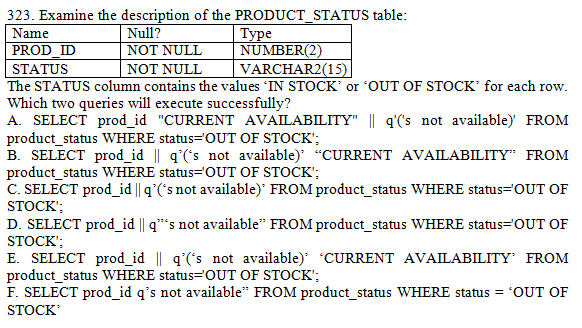 323. Examine the description of the PRODUCT_STATUS table:
Name Null? Type
PROD_ID NOT NULL NUMBER(2)
STATUS NOT NULL VARCHAR2(15)
The STATUS column contains the values ‘IN STOCK’ or ‘OUT OF STOCK’ for each row.
Which two queries will execute successfully?
A. SELECT prod_id "CURRENT AVAILABILITY" || q'('s not available)' FROM
product_status WHERE status='OUT OF STOCK';
B. SELECT prod_id || q’(‘s not available)’ “CURRENT AVAILABILITY” FROM
product_status WHERE status='OUT OF STOCK';
C. SELECT prod_id || q’(‘s not available)’ FROM product_status WHERE status='OUT OF
STOCK';
D. SELECT prod_id || q”‘s not available” FROM product_status WHERE status='OUT OF
STOCK';
E. SELECT prod_id || q’(‘s not available)’ ‘CURRENT AVAILABILITY’ FROM
product_status WHERE status='OUT OF STOCK';
F. SELECT prod_id q’s not available” FROM product_status WHERE status = ‘OUT OF
STOCK’